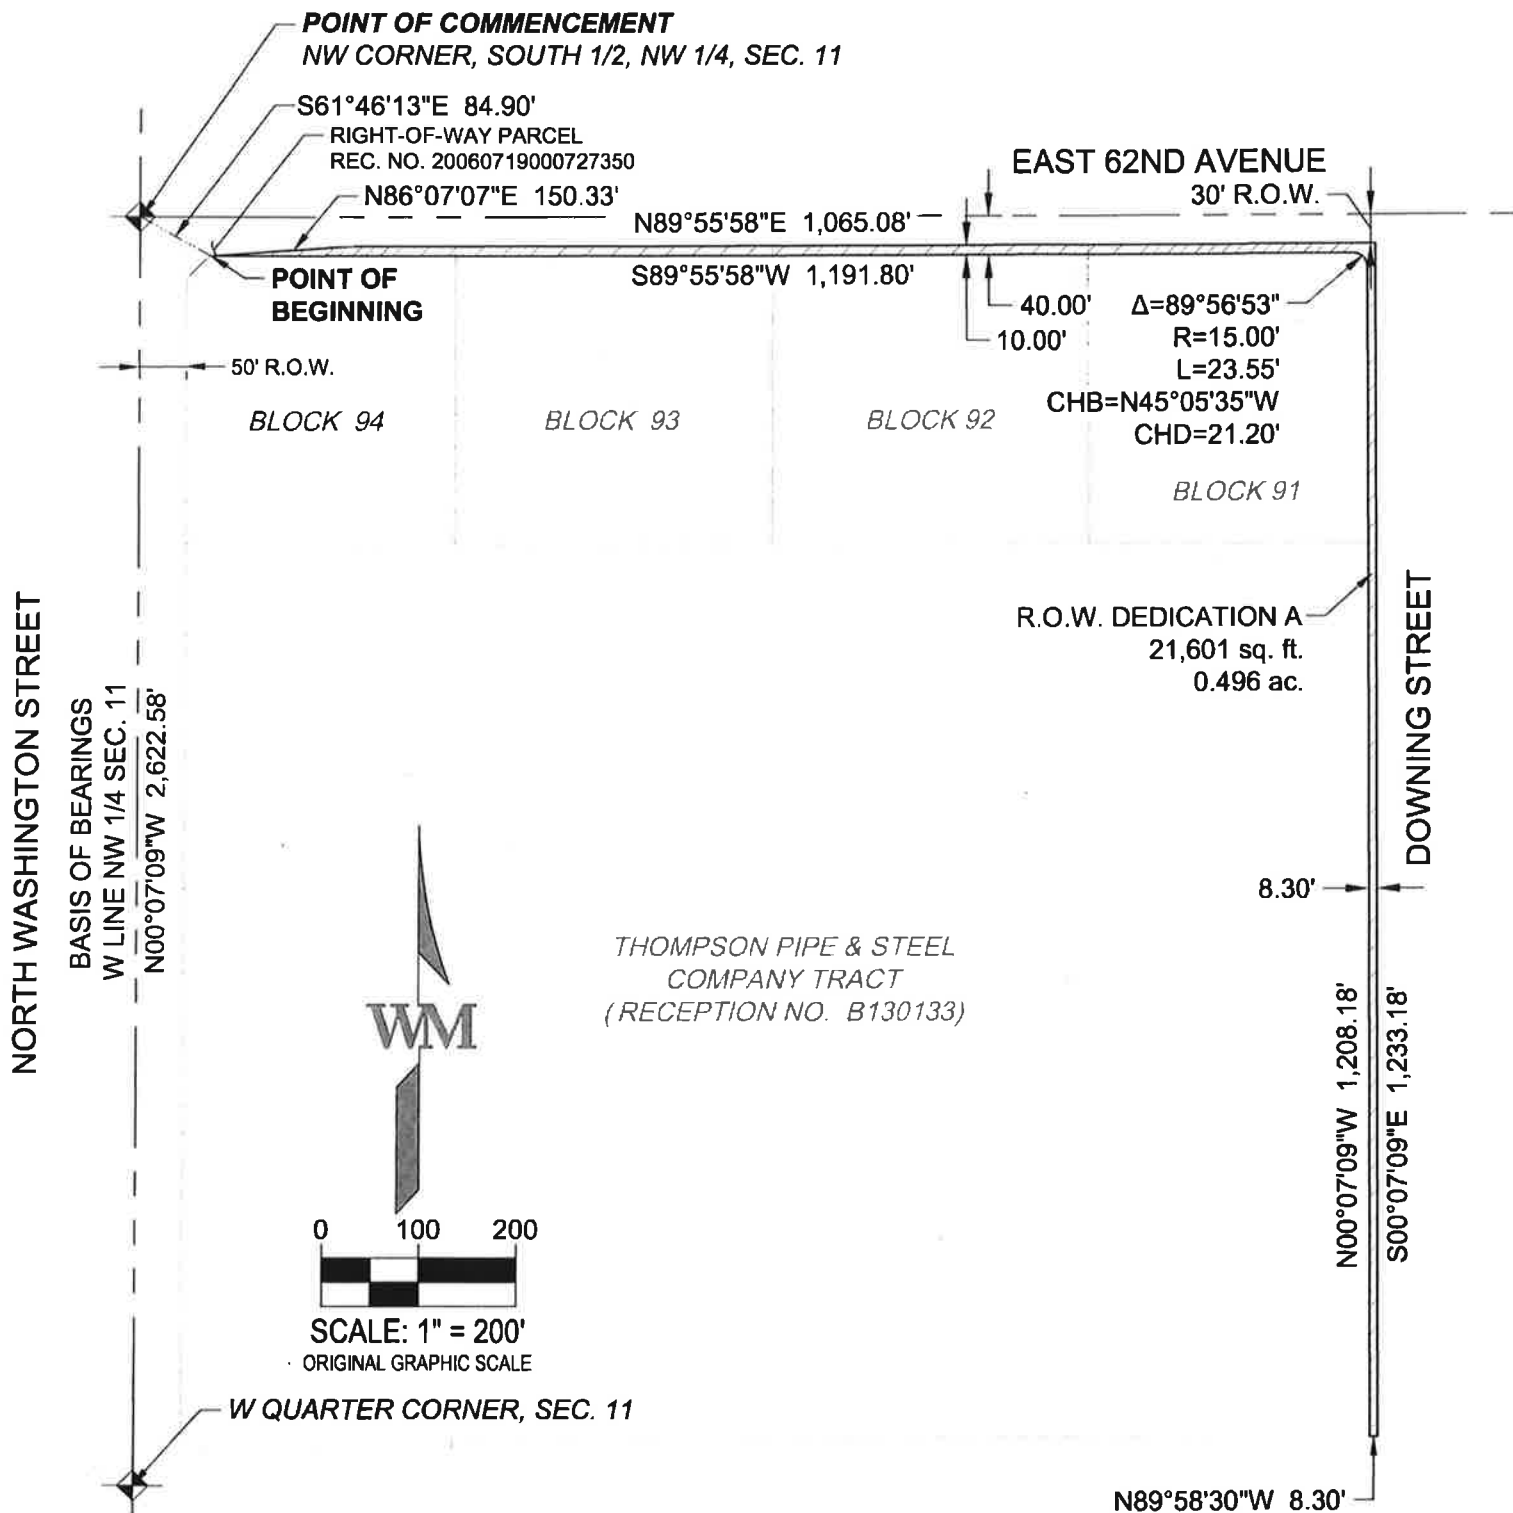 POINT OF COMMENCEMENT
NW CORNER, SOUTH 1/2, NW 1/4, SEC. 11
S61°46'13"E 84.90'
RIGHT-OF-WAY PARCEL
REC. NO. 20060719000727350
N86°07'07"E 150.33'
EAST 62ND AVENUE
30' R.O.W.
N89°55'58"E 1,065.08'
S89°55'58"W 1,191.80'
POINT OF
BEGINNING
40.00'
10.00'
Δ=89°56'53"
R=15.00'
L=23.55'
CHB=N45°05'35"W
CHD=21.20'
50' R.O.W.
BLOCK 94
BLOCK 93
BLOCK 92
BLOCK 91
R.O.W. DEDICATION A
21,601 sq. ft.
0.496 ac.
NORTH WASHINGTON STREET
BASIS OF BEARINGS
W LINE NW 1/4 SEC. 11
N00°07'09"W 2,622.58'
DOWNING STREET
8.30'
THOMPSON PIPE & STEEL
COMPANY TRACT
(RECEPTION NO. B130133)
WM
N00°07'09"W 1,208.18'
S00°07'09"E 1,233.18'
0 100 200
SCALE: 1" = 200'
ORIGINAL GRAPHIC SCALE
W QUARTER CORNER, SEC. 11
N89°58'30"W 8.30'